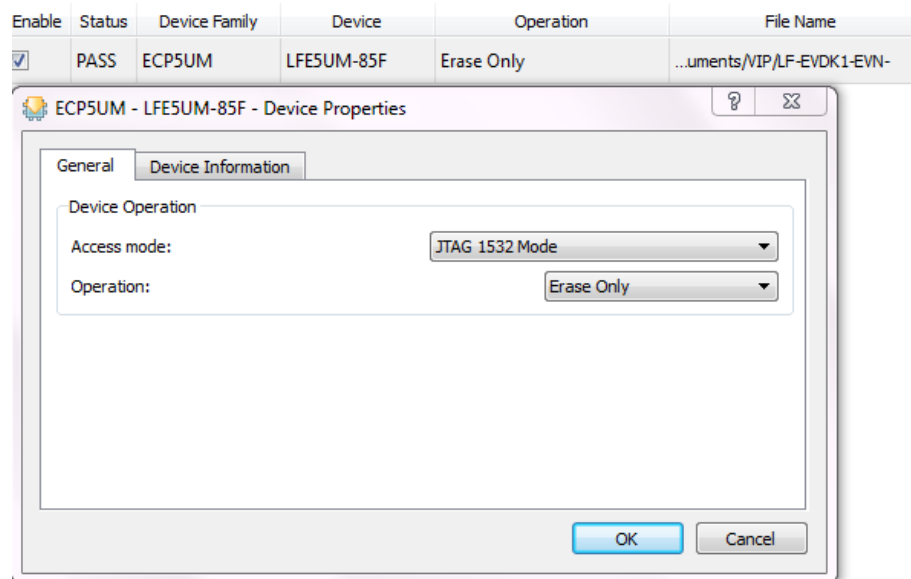 Enable Status Device Family Device Operation File Name
PASS ECP5UM LFE5UM-85F Erase Only ...uments/VIP/LF-EVDK1-EVN-
ECP5UM - LFE5UM-85F - Device Properties
General Device Information
Device Operation
Access mode: JTAG 1532 Mode
Operation: Erase Only
OK Cancel